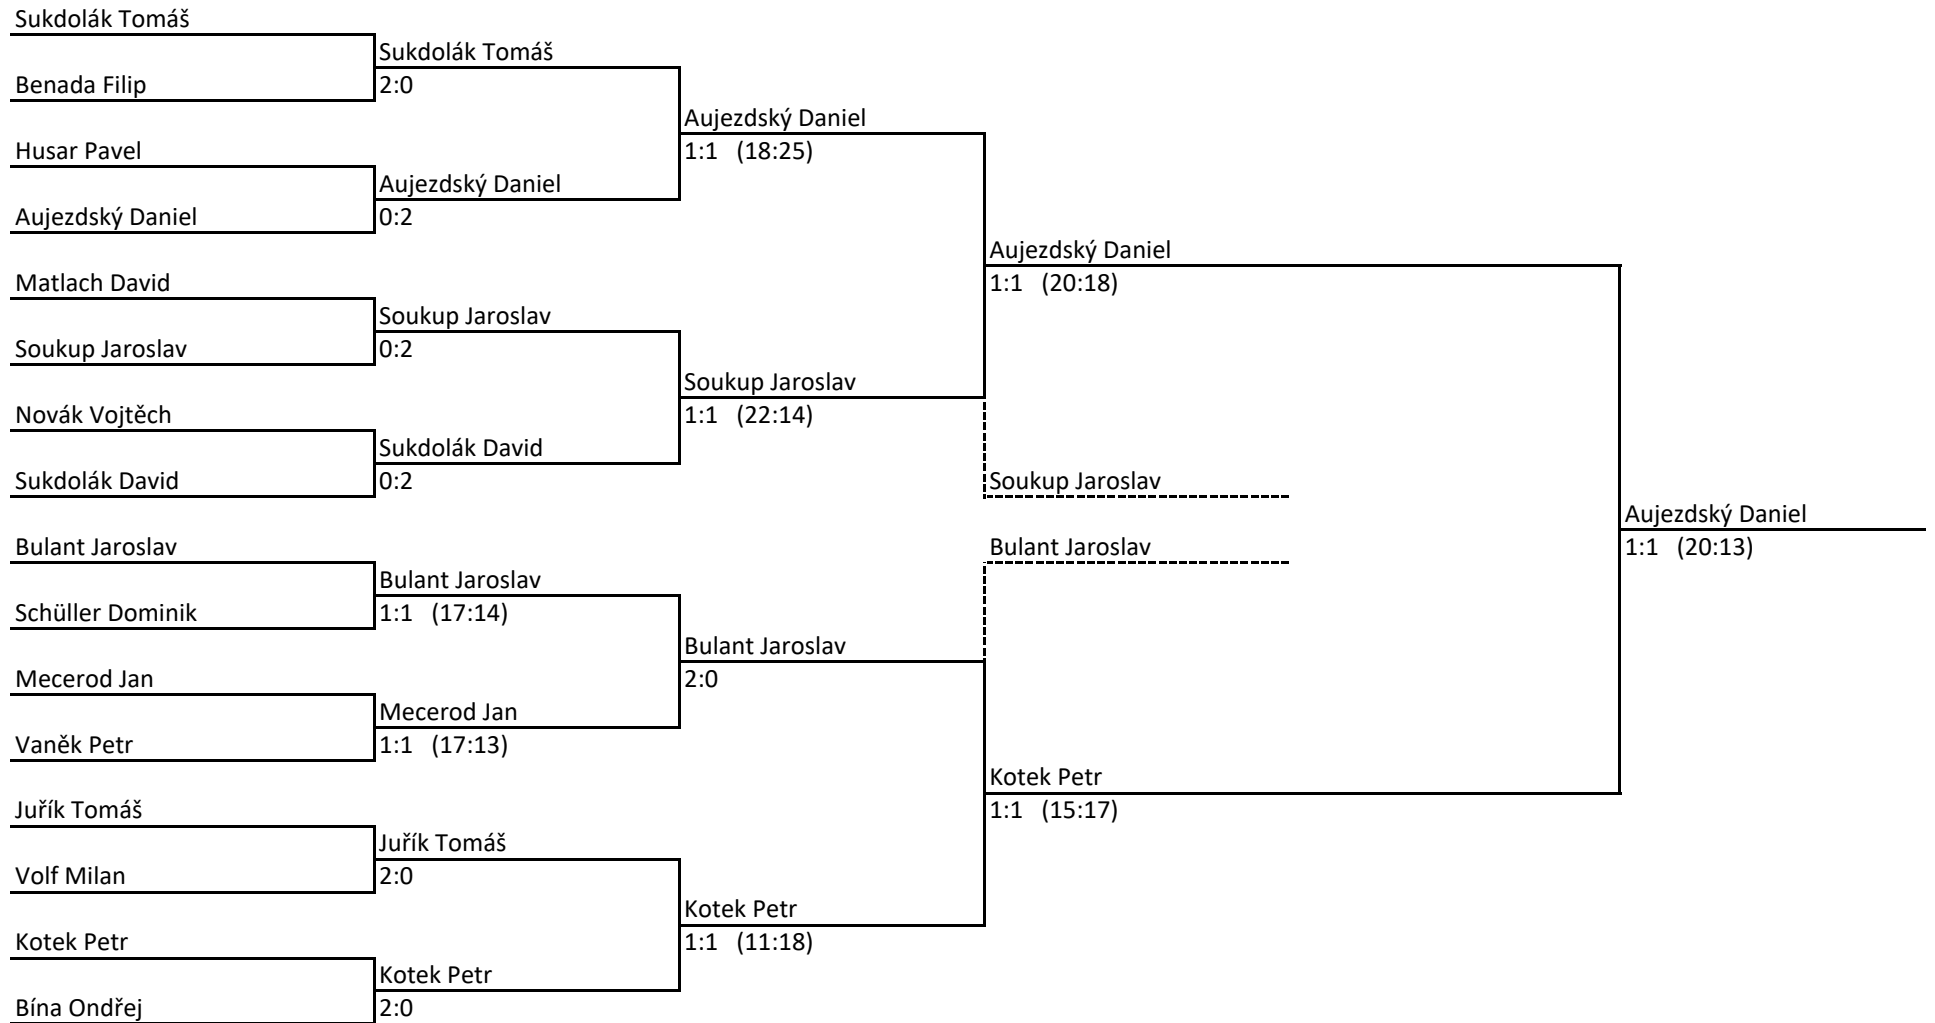 Sukdolák Tomáš
Sukdolák Tomáš
Benada Filip
2:0
Aujezdský Daniel
Husar Pavel
1:1 (18:25)
Aujezdský Daniel
Aujezdský Daniel
0:2
Aujezdský Daniel
Matlach David
1:1 (20:18)
Soukup Jaroslav
Soukup Jaroslav
0:2
Soukup Jaroslav
Novák Vojtěch
1:1 (22:14)
Sukdolák David
Sukdolák David
0:2
Soukup Jaroslav
Aujezdský Daniel
Bulant Jaroslav
Bulant Jaroslav
1:1 (20:13)
Bulant Jaroslav
Schüller Dominik
1:1 (17:14)
Bulant Jaroslav
Mecerod Jan
2:0
Mecerod Jan
Vaněk Petr
1:1 (17:13)
Kotek Petr
Juřík Tomáš
1:1 (15:17)
Juřík Tomáš
Volf Milan
2:0
Kotek Petr
Kotek Petr
1:1 (11:18)
Kotek Petr
Bína Ondřej
2:0